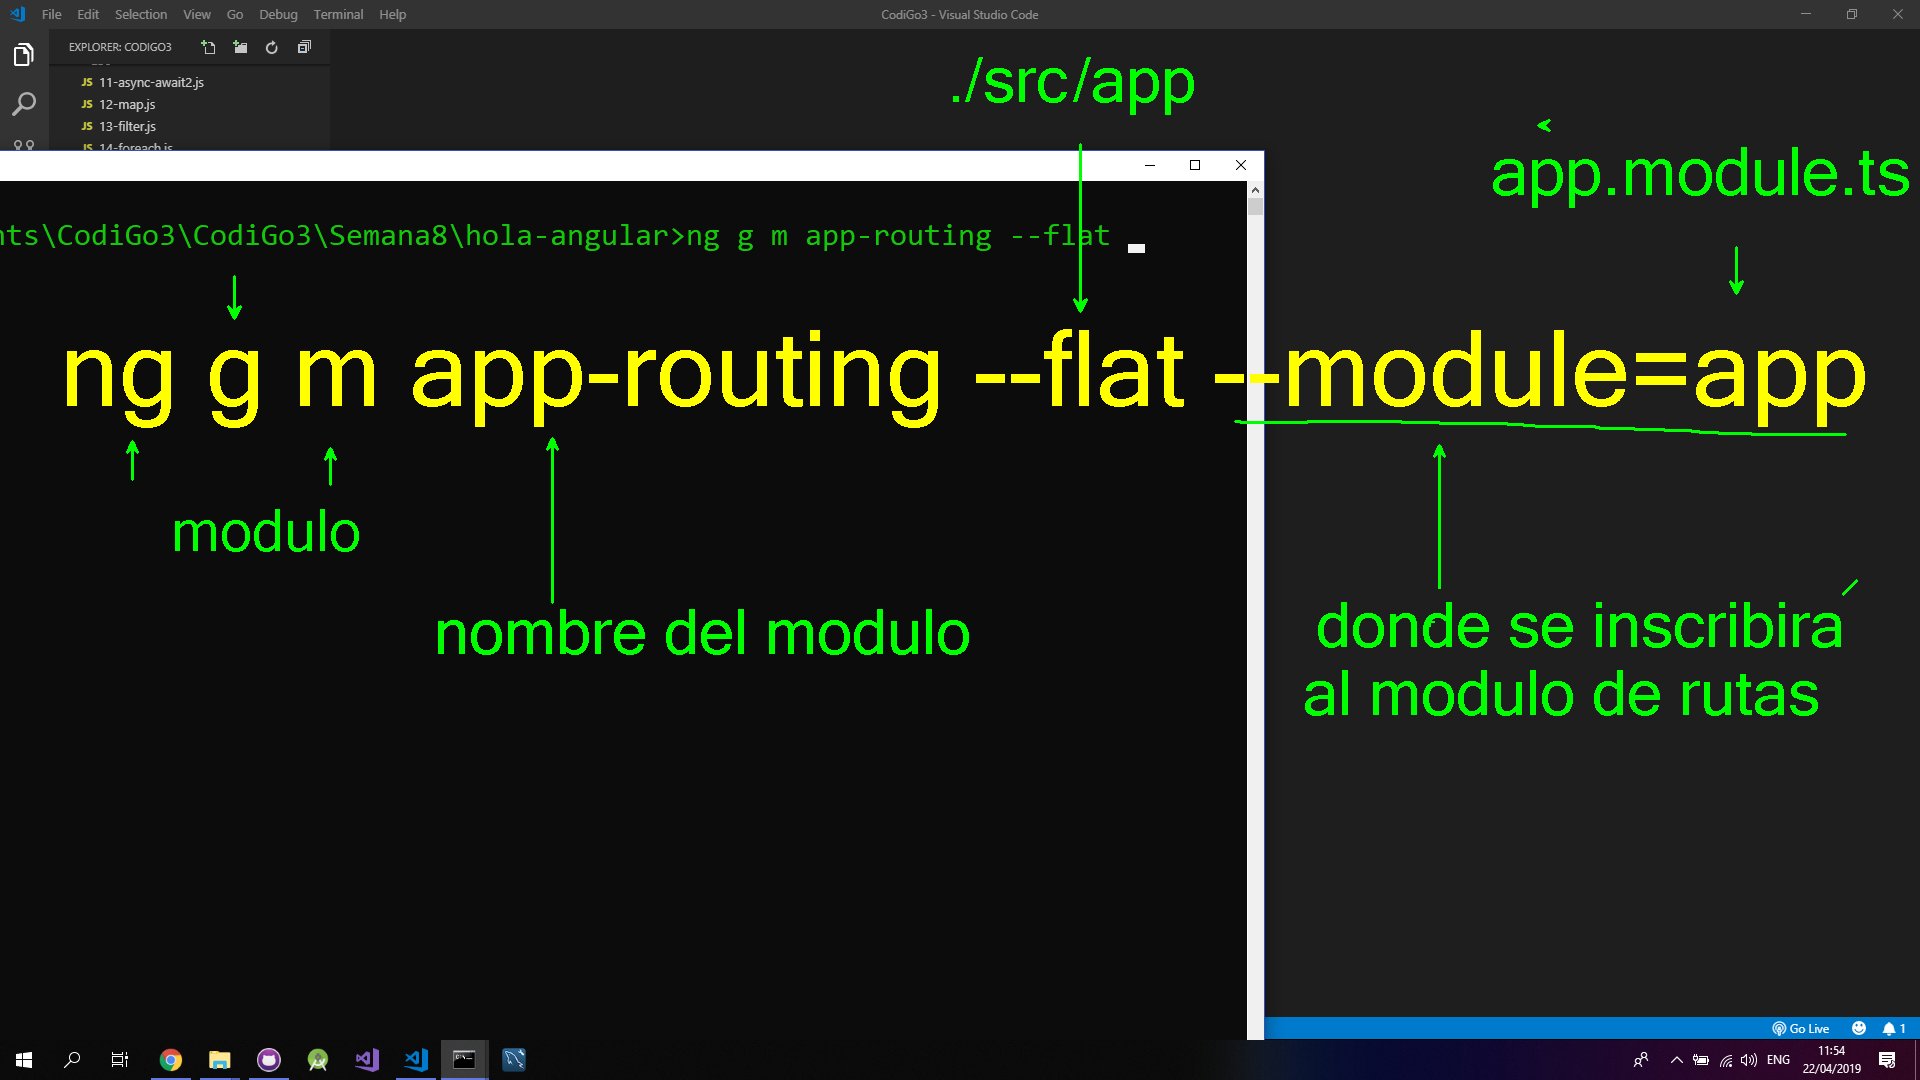 File Edit Selection View Go Debug Terminal Help
CodiGo3 - Visual Studio Code
EXPLORER: CODIGO3
JS 11-async-await2.js
JS 12-map.js
JS 13-filter.js
JS 14-foreach.js
./src/app
app.module.ts
nts\CodiGo3\CodiGo3\Semana8\hola-angular>ng g m app-routing --flat
ng g m app-routing --flat --module=app
modulo
nombre del modulo
donde se inscribira
al modulo de rutas
Go Live
1
ENG
11:54
22/04/2019